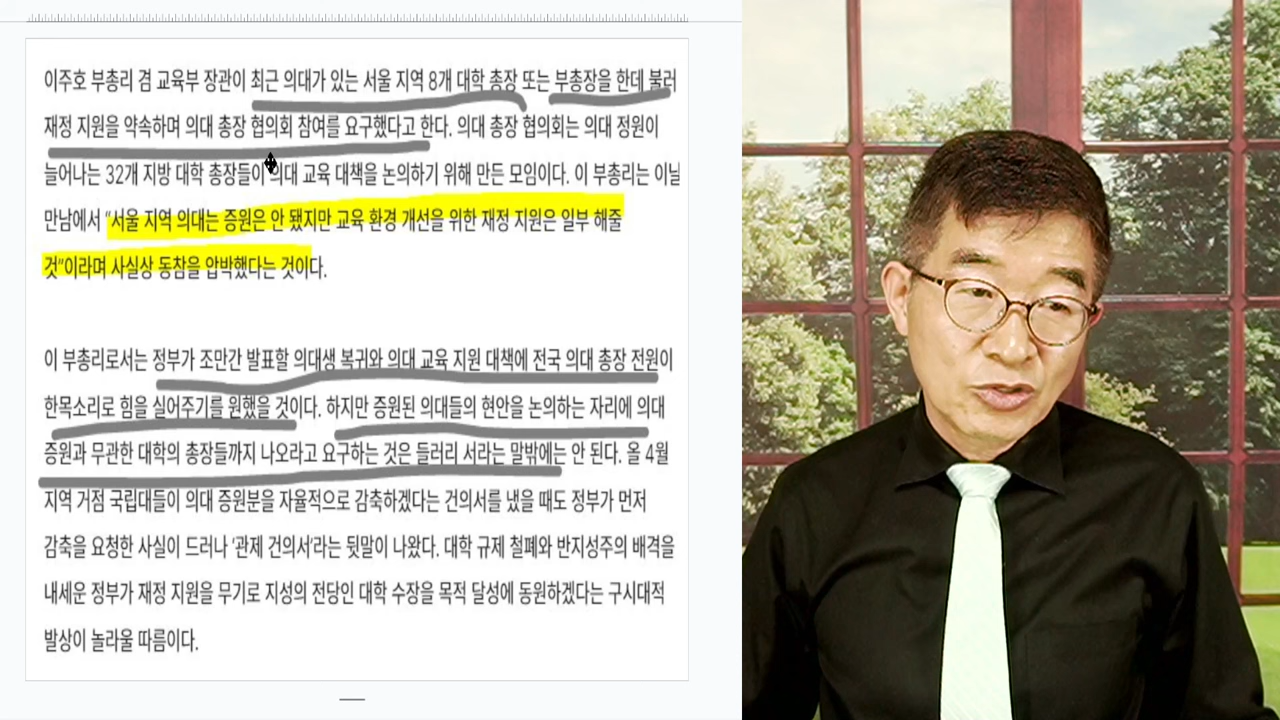 이주호 부총리 겸 교육부 장관이 최근 의대가 있는 서울 지역 8개 대학 총장 또는 부총장을 한데 불러
재정 지원을 약속하며 의대 총장 협의회 참여를 요구했다고 한다. 의대 총장 협의회는 의대 정원이
늘어나는 32개 지방 대학 총장들이 의대 교육 대책을 논의하기 위해 만든 모임이다. 이 부총리는 이날
만남에서 “서울 지역 의대는 증원은 안 됐지만 교육 환경 개선을 위한 재정 지원은 일부 해줄
것”이라며 사실상 동참을 압박했다는 것이다.
이 부총리로서는 정부가 조만간 발표할 의대생 복귀와 의대 교육 지원 대책에 전국 의대 총장 전원이
한목소리로 힘을 실어주기를 원했을 것이다. 하지만 증원된 의대들의 현안을 논의하는 자리에 의대
증원과 무관한 대학의 총장들까지 나오라고 요구하는 것은 들러리 서라는 말밖에는 안 된다. 올 4월
지역 거점 국립대들이 의대 증원분을 자율적으로 감축하겠다는 건의서를 냈을 때도 정부가 먼저
감축을 요청한 사실이 드러나 ‘관제 건의서’라는 뒷말이 나왔다. 대학 규제 철폐와 반지성주의 배격을
내세운 정부가 재정 지원을 무기로 지성의 전당인 대학 수장을 목적 달성에 동원하겠다는 구시대적
발상이 놀라울 따름이다.